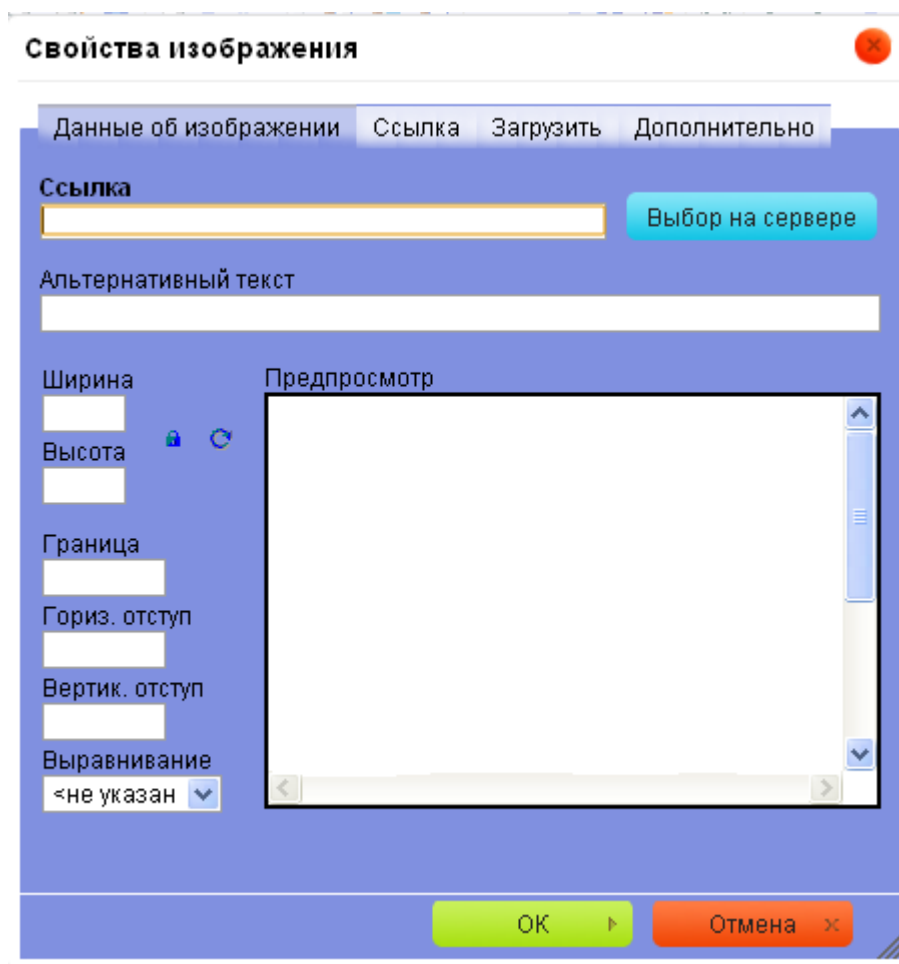 Свойства изображения
Данные об изображении Ссылка Загрузить Дополнительно
Ссылка
Выбор на сервере
Альтернативный текст
Ширина
Предпросмотр
Высота
Граница
Гориз. отступ
Вертик. отступ
Выравнивание
<не указан
ОК
Отмена